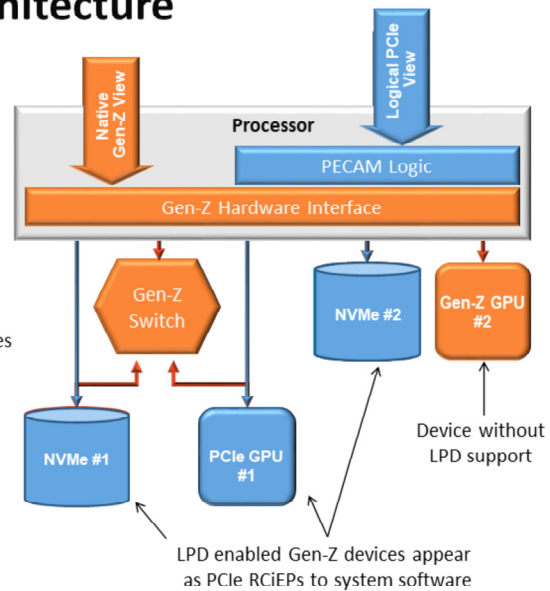 Native
Gen-Z View
Logical PCIe
View
Processor
PECAM Logic
Gen-Z Hardware Interface
Gen-Z
Switch
NVMe #2
Gen-Z GPU
#2
NVMe #1
PCIe GPU
#1
Device without
LPD support
LPD enabled Gen-Z devices appear
as PCIe RCiEPs to system software